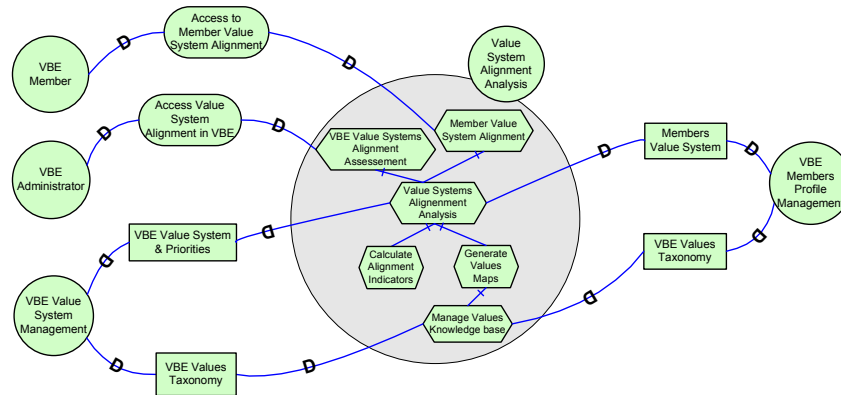 Access to
Member Value
System Alignment
D
D
VBE
Member
Value
System
Alignment
Analysis
Access Value
System
Alignment in VBE
D
D
VBE
Administrator
VBE Value Systems
Alignment
Assessement
Member Value
System Alignment
D
Members
Value System
D
VBE
Members
Profile
Management
Value Systems
Alignenment
Analysis
VBE Value System
& Priorities
D
D
Calculate
Alignment
Indicators
Generate
Values
Maps
VBE Values
Taxonomy
D
D
VBE Value
System
Management
Manage Values
Knowledge base
D
VBE Values
Taxonomy
D